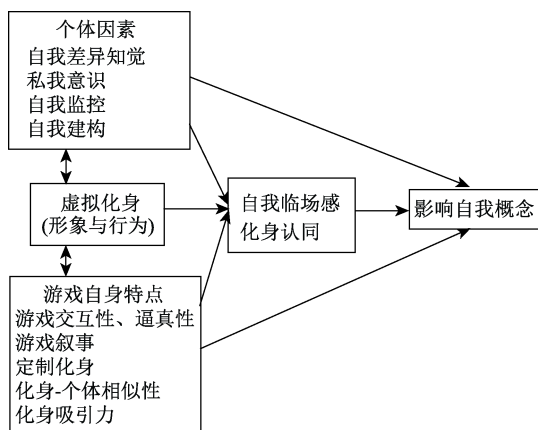 个体因素
自我差异知觉
私我意识
自我监控
自我建构
虚拟化身
(形象与行为)
自我临场感
化身认同
影响自我概念
游戏自身特点
游戏交互性、逼真性
游戏叙事
定制化身
化身-个体相似性
化身吸引力